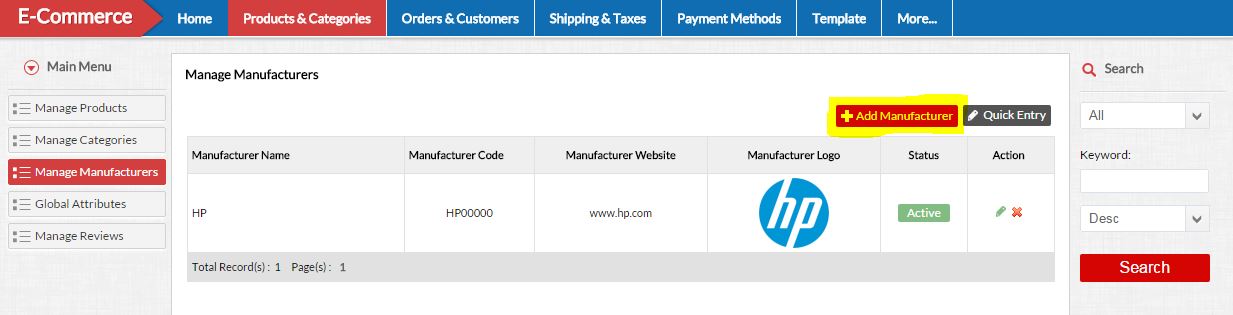 E-Commerce Home Products & Categories Orders & Customers Shipping & Taxes Payment Methods Template More...
Main Menu
Manage Products
Manage Categories
Manage Manufacturers
Global Attributes
Manage Reviews
Manage Manufacturers
Add Manufacturer Quick Entry
Manufacturer Name Manufacturer Code Manufacturer Website Manufacturer Logo Status Action
HP HP00000 www.hp.com hp Active
Total Record(s) : 1 Page(s) : 1
Search
All
Keyword:
Desc
Search